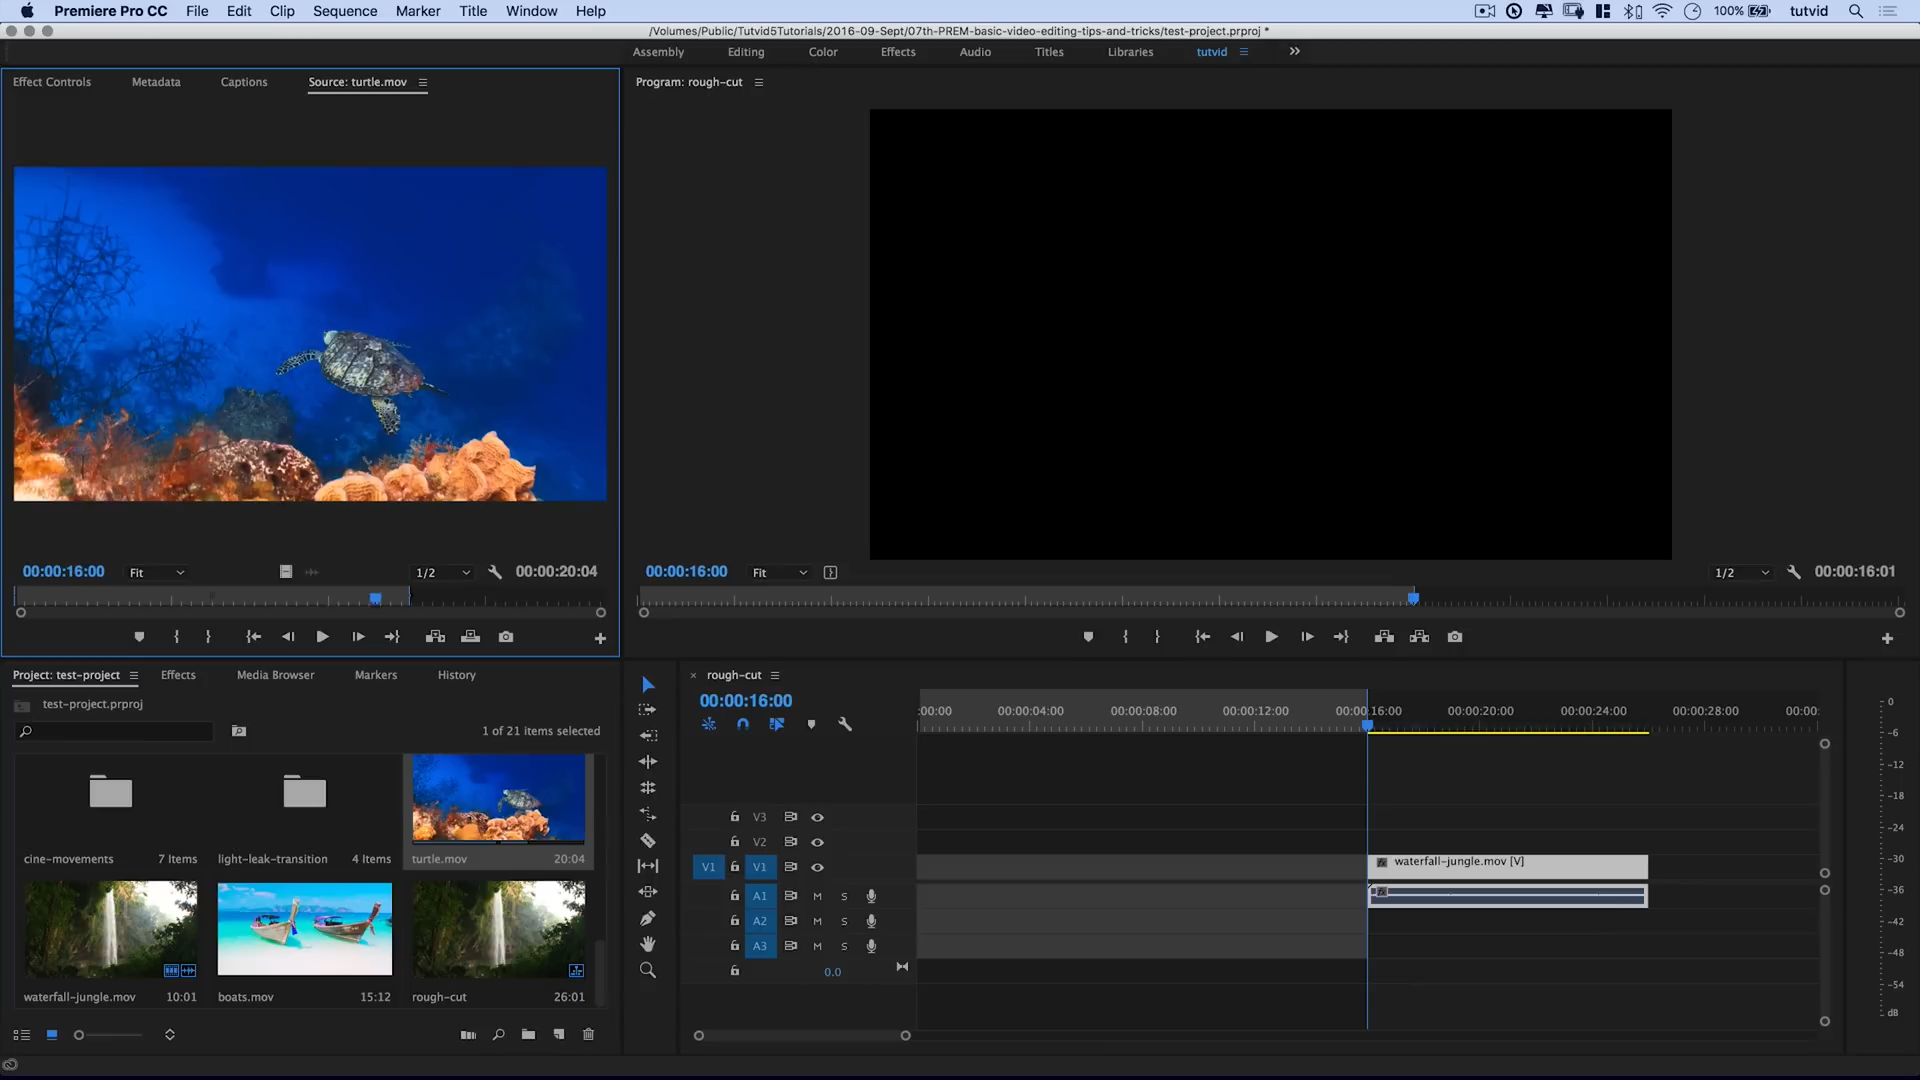 Premiere Pro CC File Edit Clip Sequence Marker Title Window Help 100% tutvid
/Volumes/Public/Tutvid5Tutorials/2016-09-Sept/07th-PREM-basic-video-editing-tips-and-tricks/test-project.prproj *
Assembly Editing Color Effects Audio Titles Libraries tutvid
Effect Controls Metadata Captions Source: turtle.mov
Program: rough-cut
00:00:16:00 Fit 1/2 00:00:20:04
00:00:16:00 Fit 1/2 00:00:16:01
Project: test-project Effects Media Browser Markers History
test-project.prproj
1 of 21 items selected
cine-movements 7 Items
light-leak-transition 4 Items
turtle.mov 20:04
waterfall-jungle.mov 10:01
boats.mov 15:12
rough-cut 26:01
× rough-cut
00:00:16:00
:00:00 00:00:04:00 00:00:08:00 00:00:12:00 00:00:16:00 00:00:20:00 00:00:24:00 00:00:28:00 00:00:
V3
V2
V1 V1 waterfall-jungle.mov [V]
fx
A1 M S
A2 M S
A3 M S
0.0
0
-6
-12
-18
-24
-30
-36
-42
-48
-54
dB